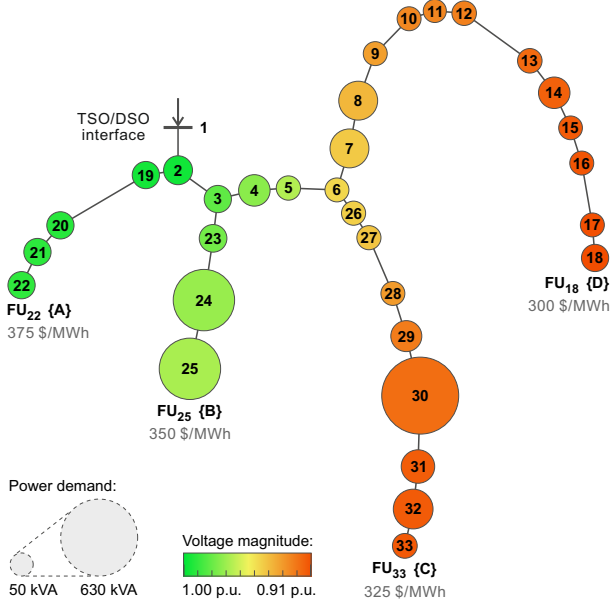 10 11 12
9
13
8
14
TSO/DSO
interface
1
15
7
16
2
19
6
4
5
3
26
20
17
23
27
21
18
22
28
FU18 {D}
300 $/MWh
24
FU22 {A}
375 $/MWh
29
25
30
FU25 {B}
350 $/MWh
31
Power demand:
32
Voltage magnitude:
33
FU33 {C}
325 $/MWh
50 kVA 630 kVA
1.00 p.u. 0.91 p.u.